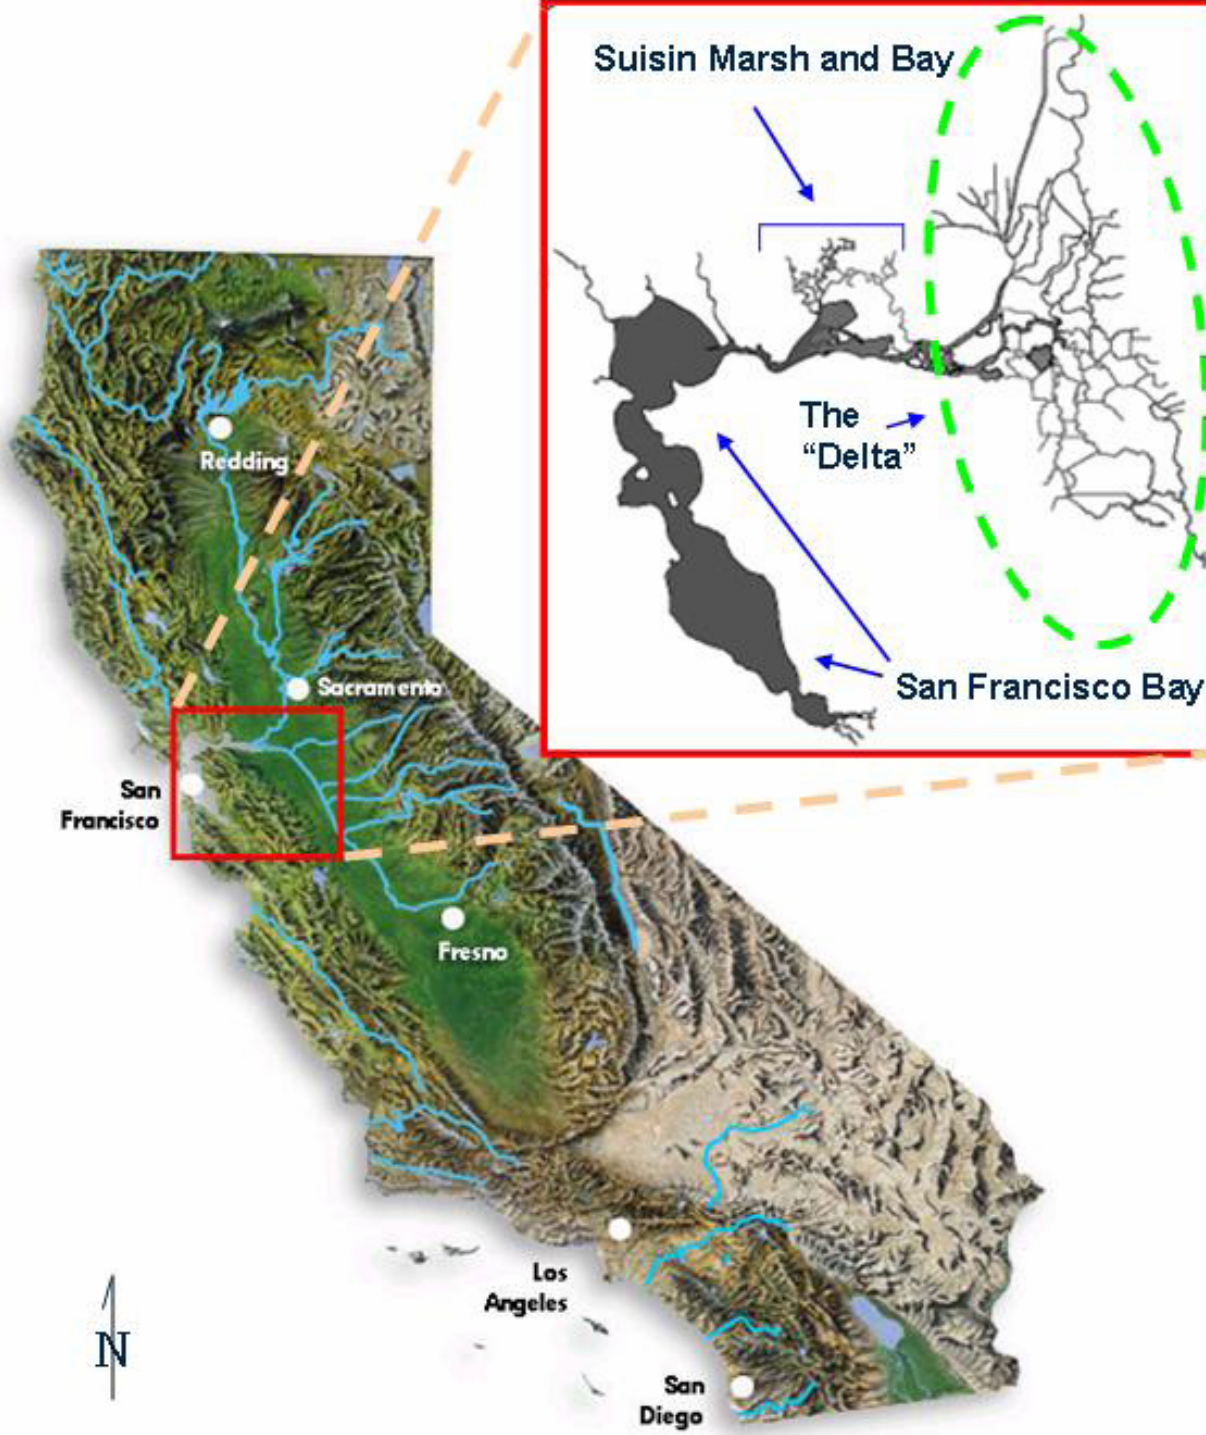 Suisin Marsh and Bay
The
“Delta”
San Francisco Bay
Redding
Sacramento
San
Francisco
Fresno
Los
Angeles
San
Diego
N